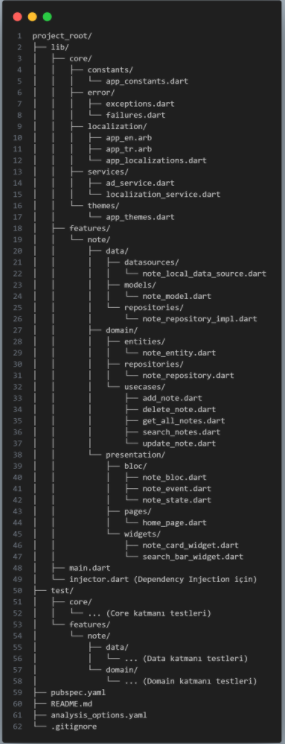 1 project_root/
2 ├── lib/
3 │ ├── core/
4 │ │ ├── constants/
5 │ │ │ └── app_constants.dart
6 │ │ ├── error/
7 │ │ │ ├── exceptions.dart
8 │ │ │ └── failures.dart
9 │ │ ├── localization/
10 │ │ │ ├── app_en.arb
11 │ │ │ ├── app_tr.arb
12 │ │ │ └── app_localizations.dart
13 │ │ ├── services/
14 │ │ │ ├── ad_service.dart
15 │ │ │ └── localization_service.dart
16 │ │ └── themes/
17 │ │ └── app_themes.dart
18 │ ├── features/
19 │ │ └── note/
20 │ │ ├── data/
21 │ │ │ ├── datasources/
22 │ │ │ │ └── note_local_data_source.dart
23 │ │ │ ├── models/
24 │ │ │ │ └── note_model.dart
25 │ │ │ └── repositories/
26 │ │ │ └── note_repository_impl.dart
27 │ │ ├── domain/
28 │ │ │ ├── entities/
29 │ │ │ │ └── note_entity.dart
30 │ │ │ ├── repositories/
31 │ │ │ │ └── note_repository.dart
32 │ │ │ └── usecases/
33 │ │ │ ├── add_note.dart
34 │ │ │ ├── delete_note.dart
35 │ │ │ ├── get_all_notes.dart
36 │ │ │ ├── search_notes.dart
37 │ │ │ └── update_note.dart
38 │ │ └── presentation/
39 │ │ ├── bloc/
40 │ │ │ ├── note_bloc.dart
41 │ │ │ ├── note_event.dart
42 │ │ │ └── note_state.dart
43 │ │ ├── pages/
44 │ │ │ └── home_page.dart
45 │ │ └── widgets/
46 │ │ ├── note_card_widget.dart
47 │ │ └── search_bar_widget.dart
48 │ ├── main.dart
49 │ └── injector.dart (Dependency Injection için)
50 ├── test/
51 │ ├── core/
52 │ │ └── ... (Core katmanı testleri)
53 │ └── features/
54 │ └── note/
55 │ ├── data/
56 │ │ └── ... (Data katmanı testleri)
57 │ └── domain/
58 │ └── ... (Domain katmanı testleri)
59 ├── pubspec.yaml
60 ├── README.md
61 ├── analysis_options.yaml
62 └── .gitignore